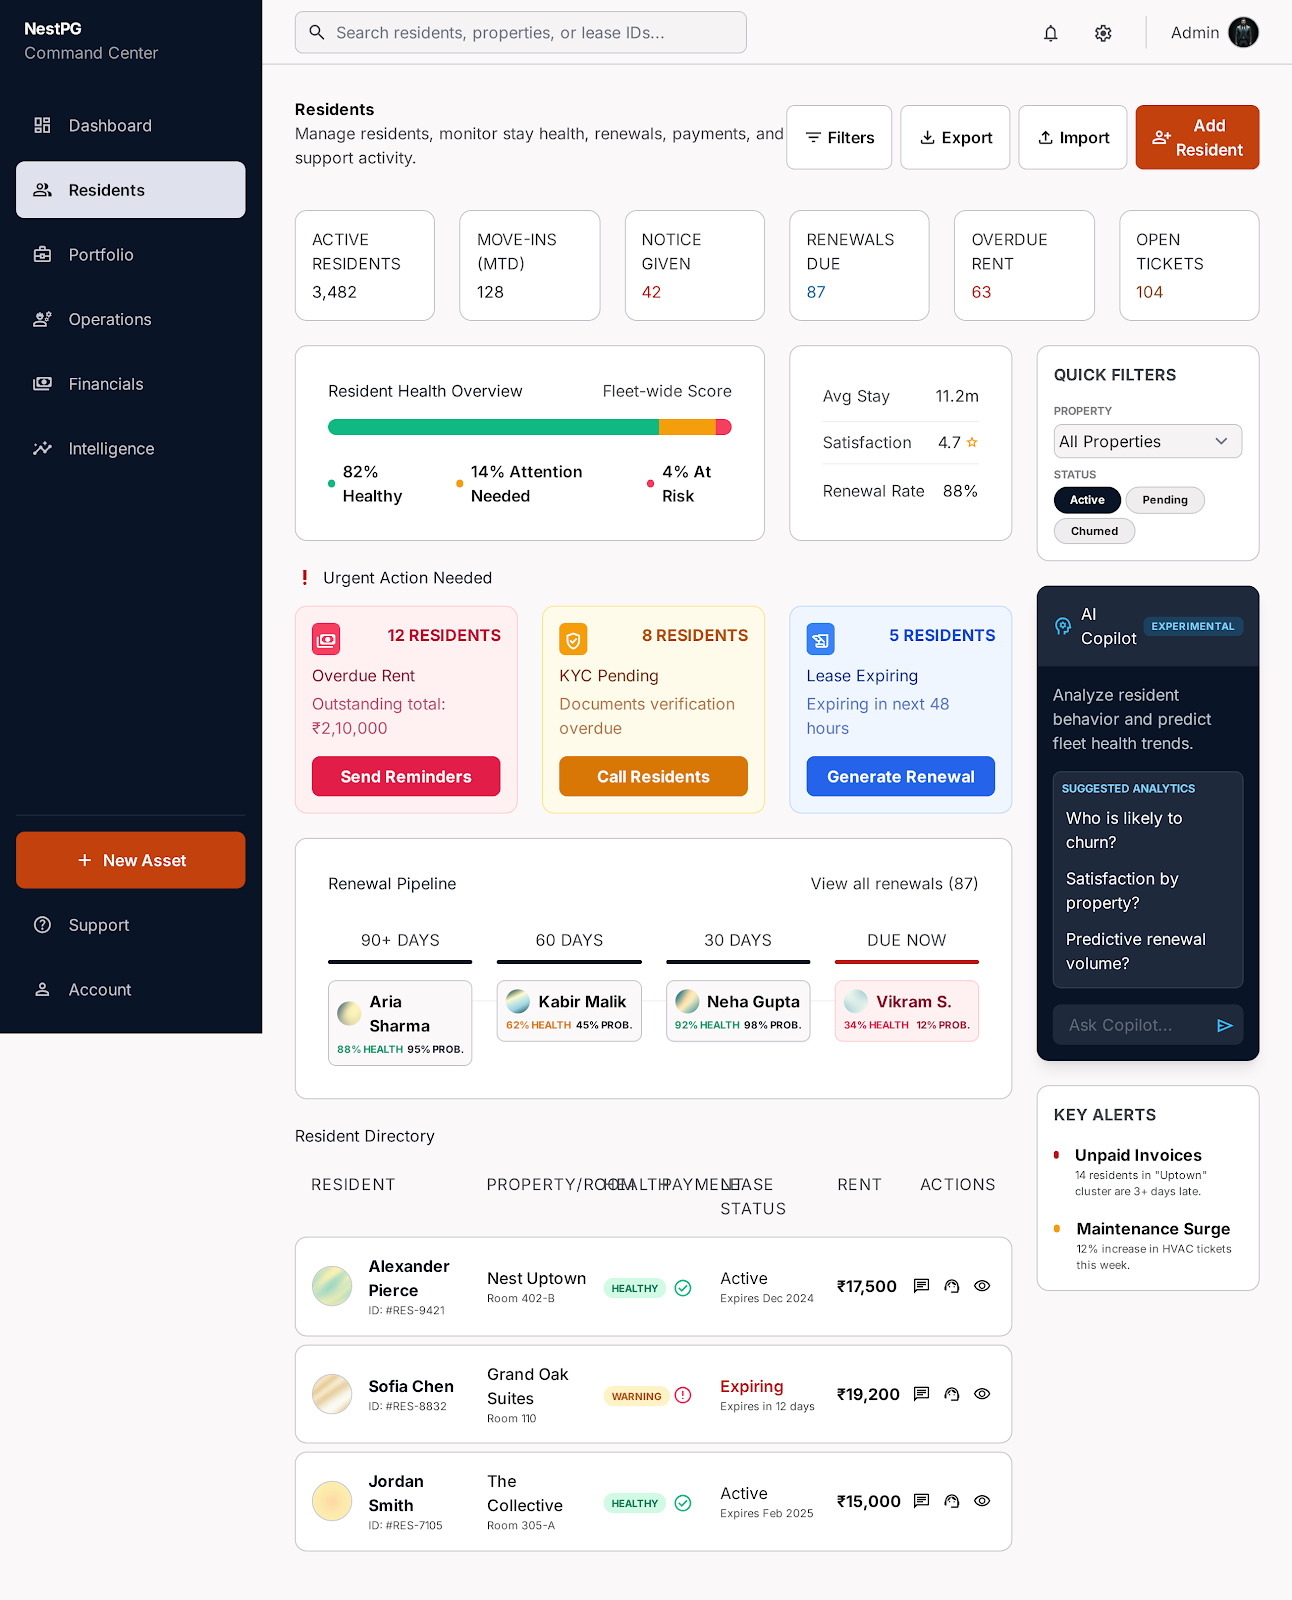 NestPG
Command Center
Dashboard
Residents
Portfolio
Operations
Financials
Intelligence
New Asset
Support
Account
Search residents, properties, or lease IDs...
Admin
Residents
Manage residents, monitor stay health, renewals, payments, and
support activity.
Filters
Export
Import
Add
Resident
ACTIVE
RESIDENTS
3,482
MOVE-INS
(MTD)
128
NOTICE
GIVEN
42
RENEWALS
DUE
87
OVERDUE
RENT
63
OPEN
TICKETS
104
Resident Health Overview
Fleet-wide Score
82%
Healthy
14% Attention
Needed
4% At
Risk
Avg Stay 11.2m
Satisfaction 4.7
Renewal Rate 88%
QUICK FILTERS
PROPERTY
All Properties
STATUS
Active
Pending
Churned
Urgent Action Needed
12 RESIDENTS
Overdue Rent
Outstanding total:
₹2,10,000
Send Reminders
8 RESIDENTS
KYC Pending
Documents verification
overdue
Call Residents
5 RESIDENTS
Lease Expiring
Expiring in next 48
hours
Generate Renewal
AI
Copilot
EXPERIMENTAL
Analyze resident
behavior and predict
fleet health trends.
SUGGESTED ANALYTICS
Who is likely to
churn?
Satisfaction by
property?
Predictive renewal
volume?
Ask Copilot...
Renewal Pipeline
View all renewals (87)
90+ DAYS
Aria
Sharma
88% HEALTH 95% PROB.
60 DAYS
Kabir Malik
62% HEALTH 45% PROB.
30 DAYS
Neha Gupta
92% HEALTH 98% PROB.
DUE NOW
Vikram S.
34% HEALTH 12% PROB.
KEY ALERTS
Unpaid Invoices
14 residents in "Uptown"
cluster are 3+ days late.
Maintenance Surge
12% increase in HVAC tickets
this week.
Resident Directory
RESIDENT
PROPERTY/ROOM
HEALTH
PAYMENT
LEASE
STATUS
RENT
ACTIONS
Alexander
Pierce
ID: #RES-9421
Nest Uptown
Room 402-B
HEALTHY
Active
Expires Dec 2024
₹17,500
Sofia Chen
ID: #RES-8832
Grand Oak
Suites
Room 110
WARNING
Expiring
Expires in 12 days
₹19,200
Jordan
Smith
ID: #RES-7105
The
Collective
Room 305-A
HEALTHY
Active
Expires Feb 2025
₹15,000